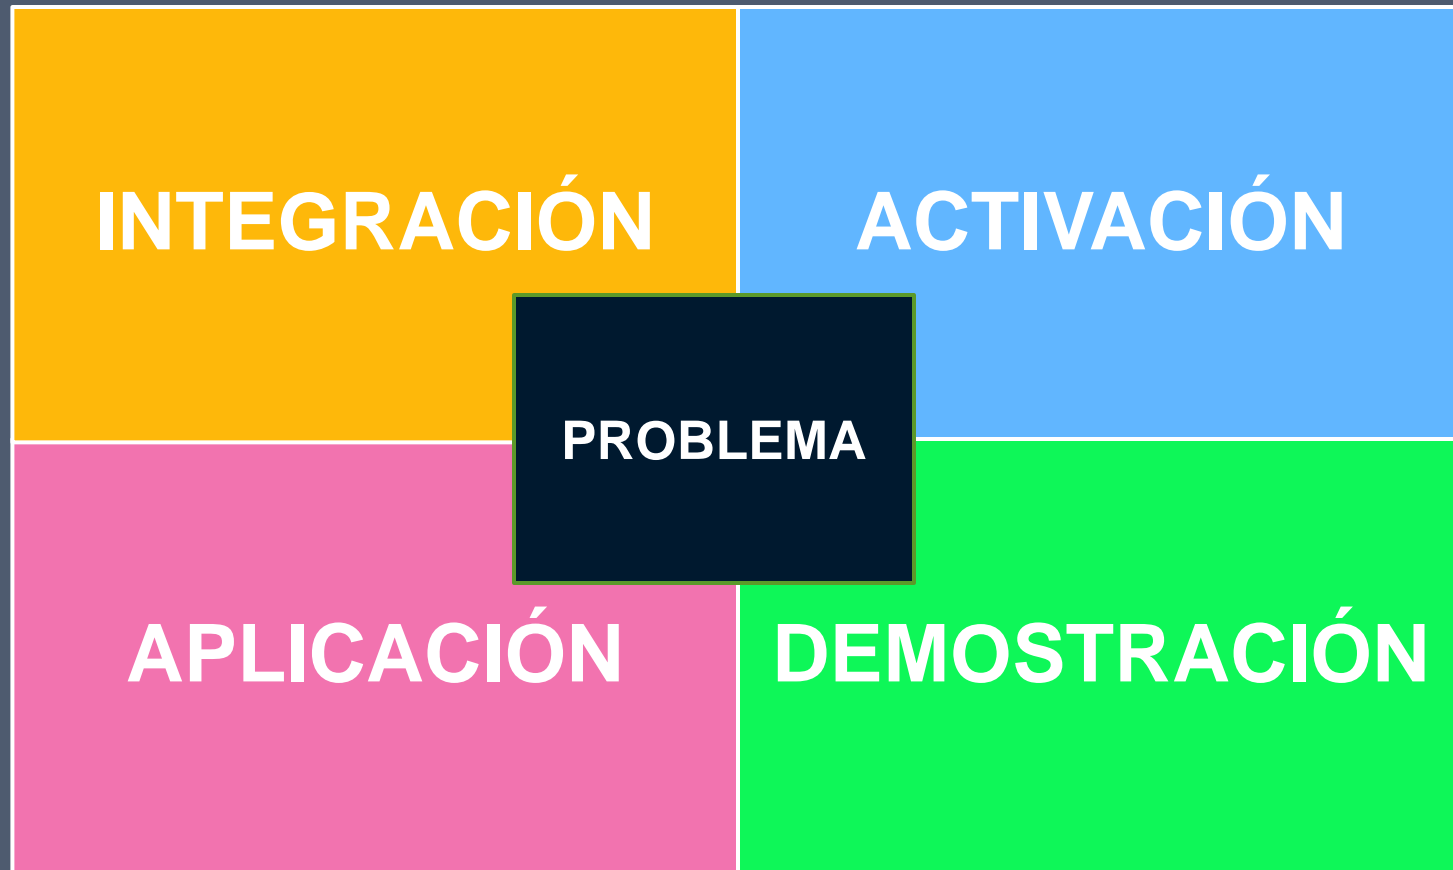 INTEGRACIÓN
ACTIVACIÓN
PROBLEMA
APLICACIÓN
DEMOSTRACIÓN